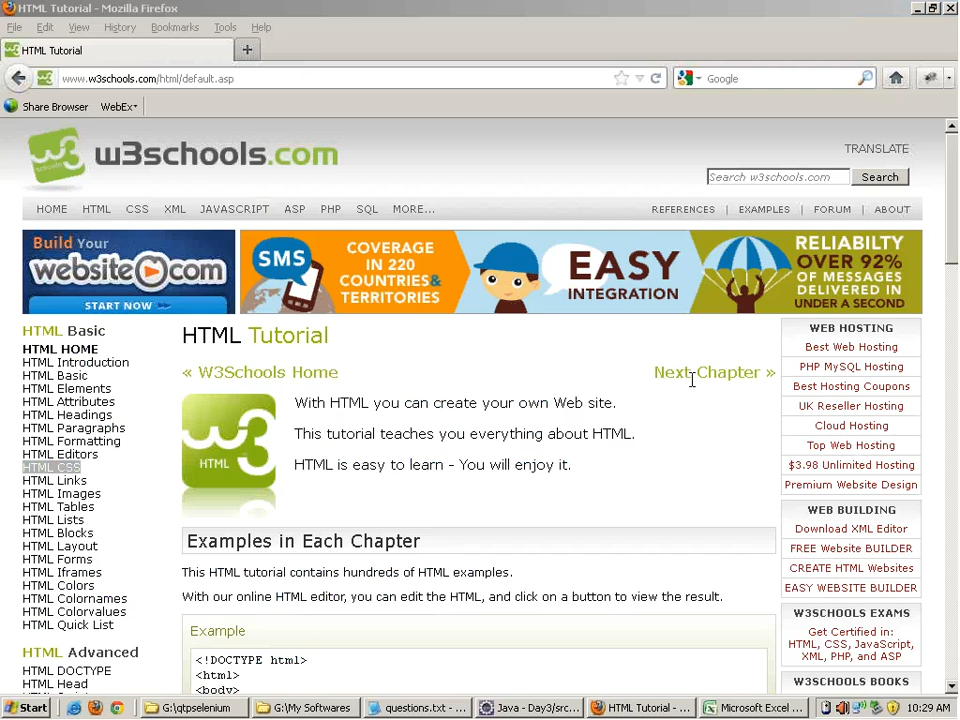 HTML Tutorial - Mozilla Firefox
File Edit View History Bookmarks Tools Help
HTML Tutorial
www.w3schools.com/html/default.asp
Google
Share Browser WebEx
w3schools.com
TRANSLATE
Search w3schools.com
Search
HOME HTML CSS XML JAVASCRIPT ASP PHP SQL MORE...
REFERENCES | EXAMPLES | FORUM | ABOUT
Build Your
website.com
START NOW
SMS
COVERAGE
IN 220
COUNTRIES&
TERRITORIES
EASY
INTEGRATION
RELIABILTY
OVER 92%
OF MESSAGES
DELIVERED IN
UNDER A SECOND
HTML Basic
HTML HOME
HTML Introduction
HTML Basic
HTML Elements
HTML Attributes
HTML Headings
HTML Paragraphs
HTML Formatting
HTML Editors
HTML CSS
HTML Links
HTML Images
HTML Tables
HTML Lists
HTML Blocks
HTML Layout
HTML Forms
HTML Iframes
HTML Colors
HTML Colornames
HTML Colorvalues
HTML Quick List
HTML Advanced
HTML DOCTYPE
HTML Head
HTML Tutorial
« W3Schools Home
Next Chapter »
w3
HTML
With HTML you can create your own Web site.
This tutorial teaches you everything about HTML.
HTML is easy to learn - You will enjoy it.
Examples in Each Chapter
This HTML tutorial contains hundreds of HTML examples.
With our online HTML editor, you can edit the HTML, and click on a button to view the result.
Example
<!DOCTYPE html>
<html>
<body>
WEB HOSTING
Best Web Hosting
PHP MySQL Hosting
Best Hosting Coupons
UK Reseller Hosting
Cloud Hosting
Top Web Hosting
$3.98 Unlimited Hosting
Premium Website Design
WEB BUILDING
Download XML Editor
FREE Website BUILDER
CREATE HTML Websites
EASY WEBSITE BUILDER
W3SCHOOLS EXAMS
Get Certified in:
HTML, CSS, JavaScript,
XML, PHP, and ASP
W3SCHOOLS BOOKS
Start
G:\qtpselenium
G:\My Softwares
questions.txt - ...
Java - Day3/src...
HTML Tutorial - ...
Microsoft Excel ...
10:29 AM